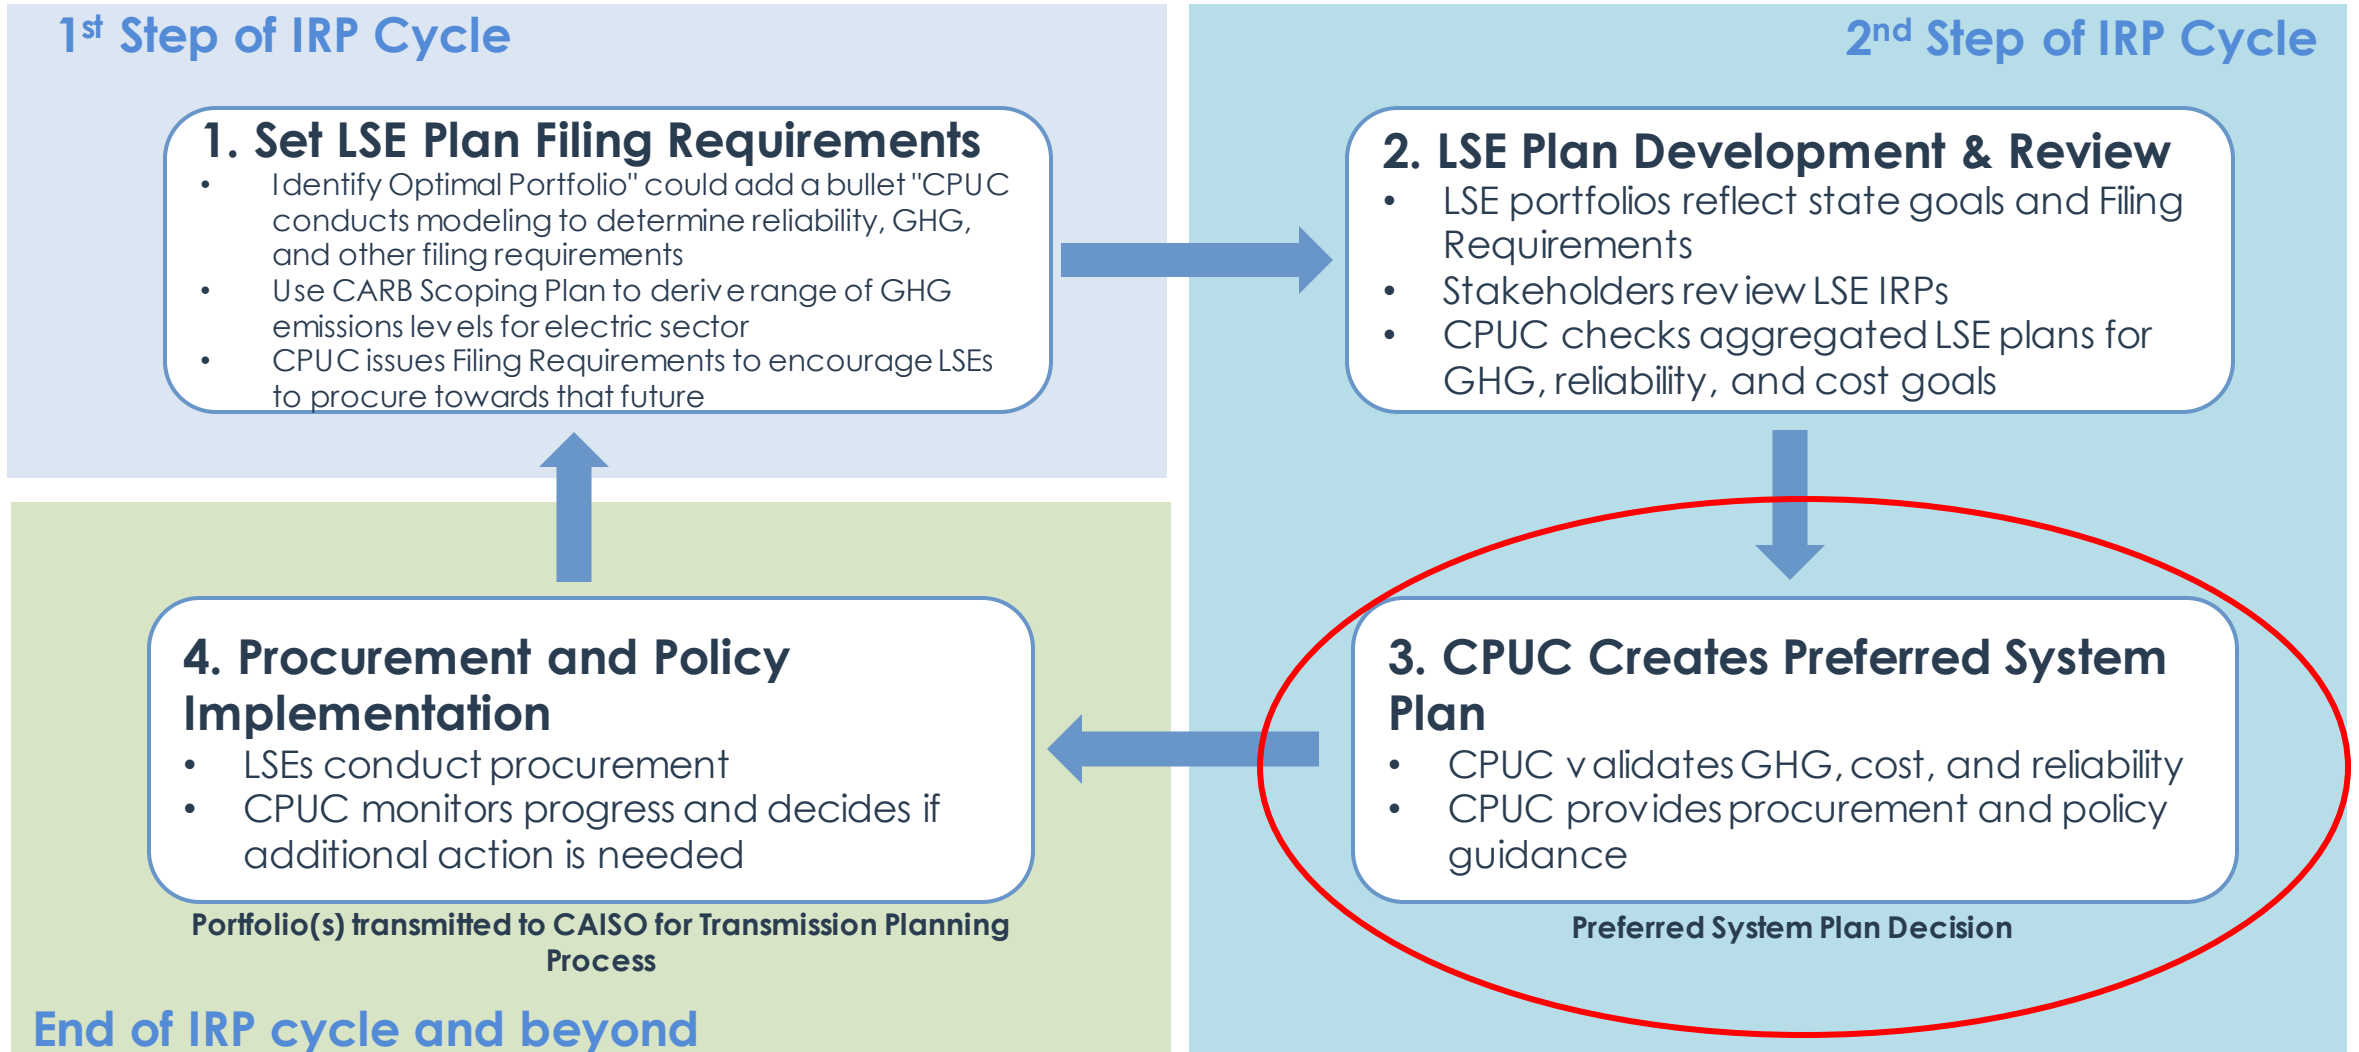 1st Step of IRP Cycle
2nd Step of IRP Cycle
1. Set LSE Plan Filing Requirements
• Identify Optimal Portfolio" could add a bullet "CPUC
conducts modeling to determine reliability, GHG,
and other filing requirements
• Use CARB Scoping Plan to derive range of GHG
emissions levels for electric sector
• CPUC issues Filing Requirements to encourage LSEs
to procure towards that future
2. LSE Plan Development & Review
• LSE portfolios reflect state goals and Filing
Requirements
• Stakeholders review LSE IRPs
• CPUC checks aggregated LSE plans for
GHG, reliability, and cost goals
3. CPUC Creates Preferred System
Plan
• CPUC validates GHG, cost, and reliability
• CPUC provides procurement and policy
guidance
Preferred System Plan Decision
4. Procurement and Policy
Implementation
• LSEs conduct procurement
• CPUC monitors progress and decides if
additional action is needed
Portfolio(s) transmitted to CAISO for Transmission Planning
Process
End of IRP cycle and beyond